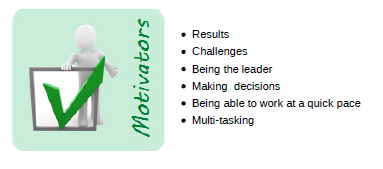 Motivators
• Results
• Challenges
• Being the leader
• Making  decisions
• Being able to work at a quick pace
• Multi-tasking